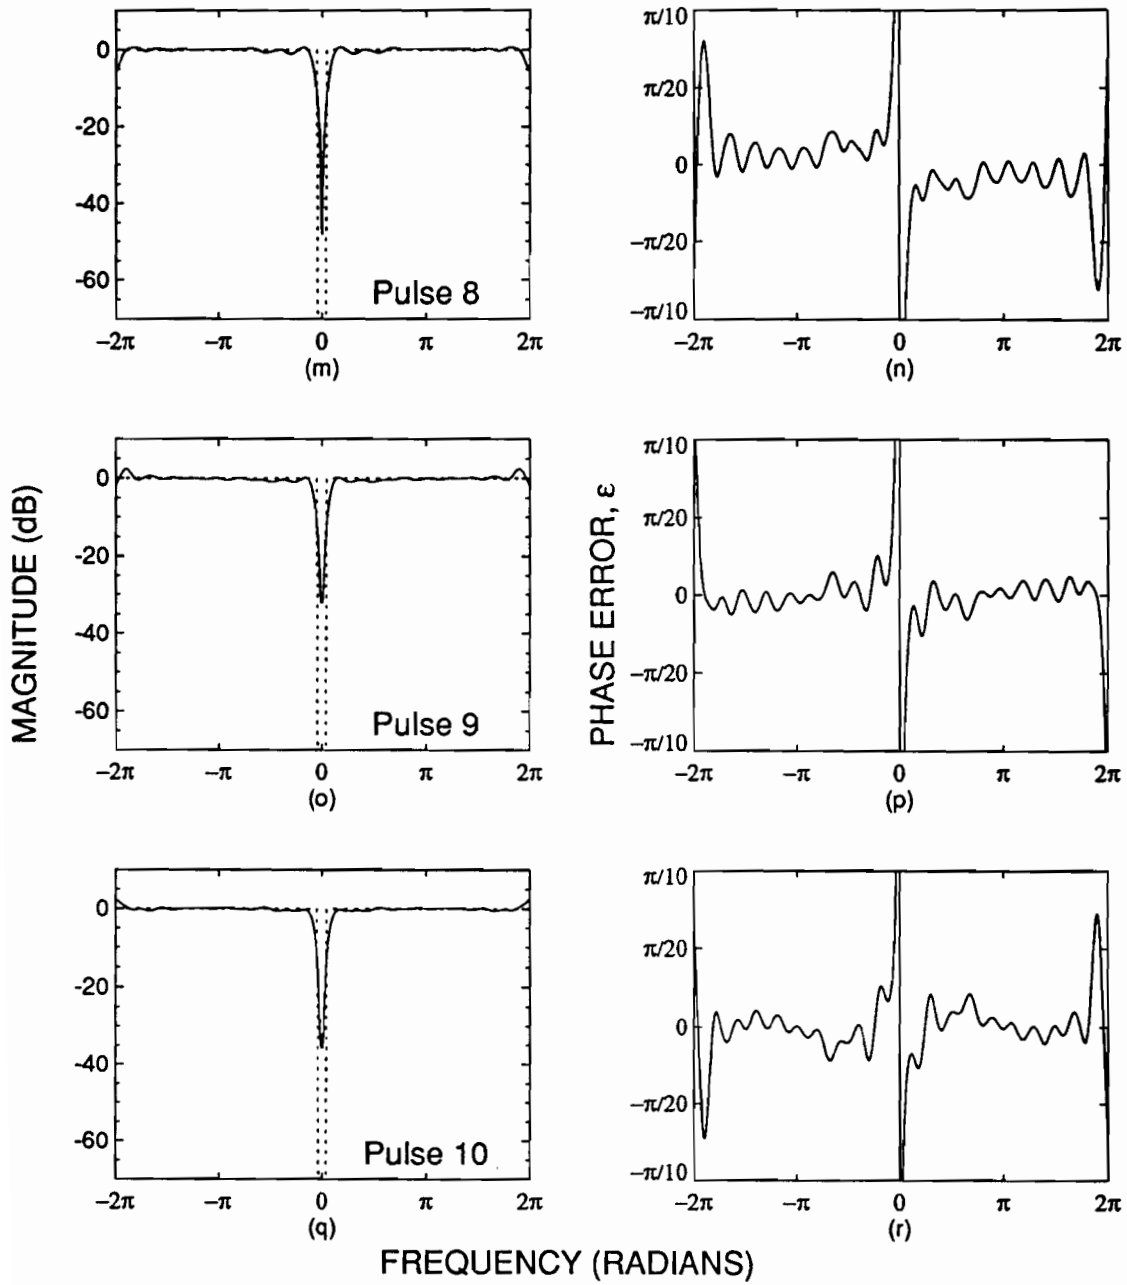 0
-20
-40
-60
Pulse 8
−2π −π 0 π 2π
(m)
π/10
π/20
0
−π/20
−π/10
−2π −π 0 π 2π
(n)
MAGNITUDE (dB)
0
-20
-40
-60
Pulse 9
−2π −π 0 π 2π
(o)
PHASE ERROR, ε
π/10
π/20
0
−π/20
−π/10
−2π −π 0 π 2π
(p)
0
-20
-40
-60
Pulse 10
−2π −π 0 π 2π
(q)
π/10
π/20
0
−π/20
−π/10
−2π −π 0 π 2π
(r)
FREQUENCY (RADIANS)